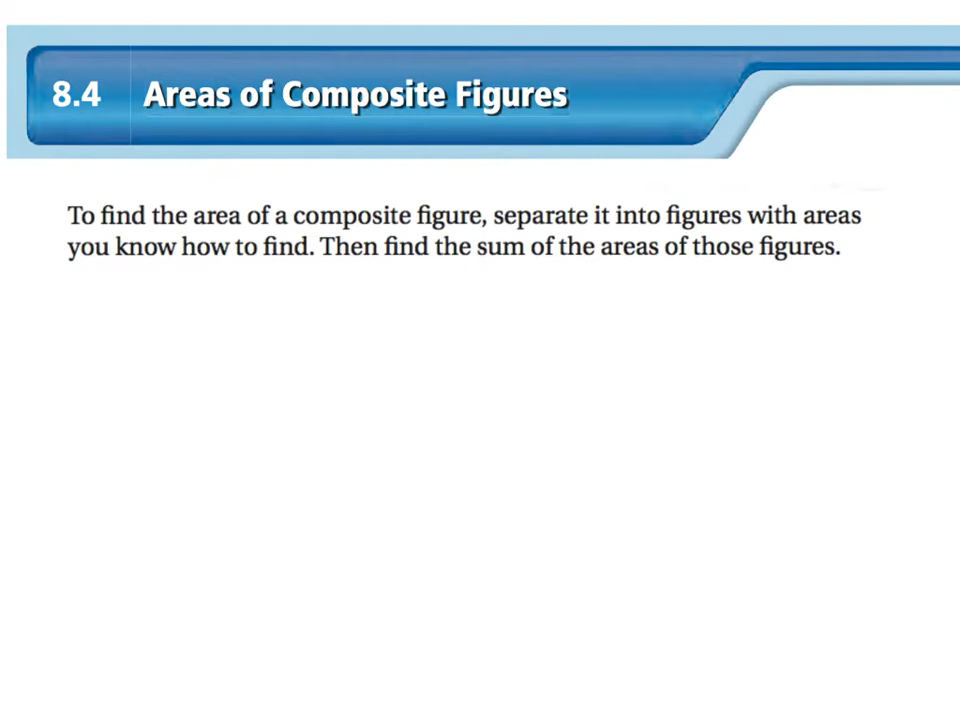 8.4 Areas of Composite Figures
To find the area of a composite figure, separate it into figures with areas
you know how to find. Then find the sum of the areas of those figures.